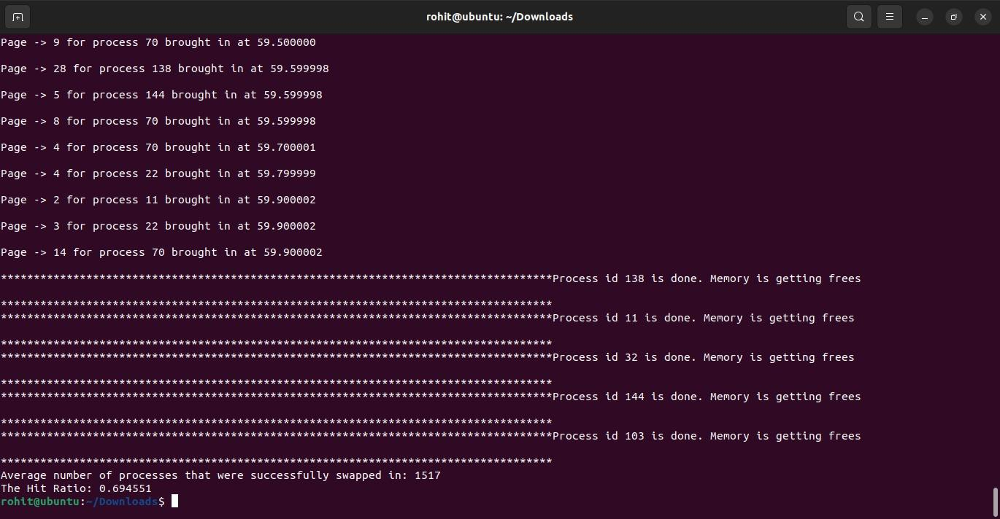 rohit@ubuntu: ~/Downloads
Page -> 9 for process 70 brought in at 59.500000
Page -> 28 for process 138 brought in at 59.599998
Page -> 5 for process 144 brought in at 59.599998
Page -> 8 for process 70 brought in at 59.599998
Page -> 4 for process 70 brought in at 59.700001
Page -> 4 for process 22 brought in at 59.799999
Page -> 2 for process 11 brought in at 59.900002
Page -> 3 for process 22 brought in at 59.900002
Page -> 14 for process 70 brought in at 59.900002
************************************************************************************Process id 138 is done. Memory is getting frees
************************************************************************************
************************************************************************************Process id 11 is done. Memory is getting frees
************************************************************************************
************************************************************************************Process id 32 is done. Memory is getting frees
************************************************************************************
************************************************************************************Process id 144 is done. Memory is getting frees
************************************************************************************
************************************************************************************Process id 103 is done. Memory is getting frees
************************************************************************************
Average number of processes that were successfully swapped in: 1517
The Hit Ratio: 0.694551
rohit@ubuntu:~/Downloads$